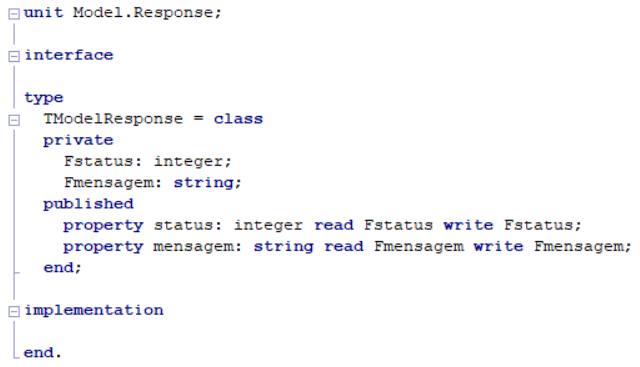 unit Model.Response;
interface
type
TModelResponse = class
private
Fstatus: integer;
Fmensagem: string;
published
property status: integer read Fstatus write Fstatus;
property mensagem: string read Fmensagem write Fmensagem;
end;
implementation
end.